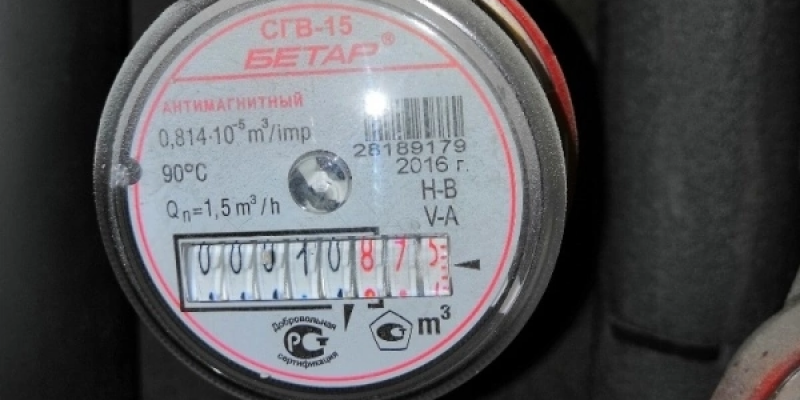 СГВ-15
БЕТАР®
АНТИМАГНИТНЫЙ
0,814·10⁻⁵ m³/imp
28189179
90°C
2016 г.
H-B
Qn=1,5 m³/h
V-A
00010875
m³
Добровольная
РСТ
сертификация